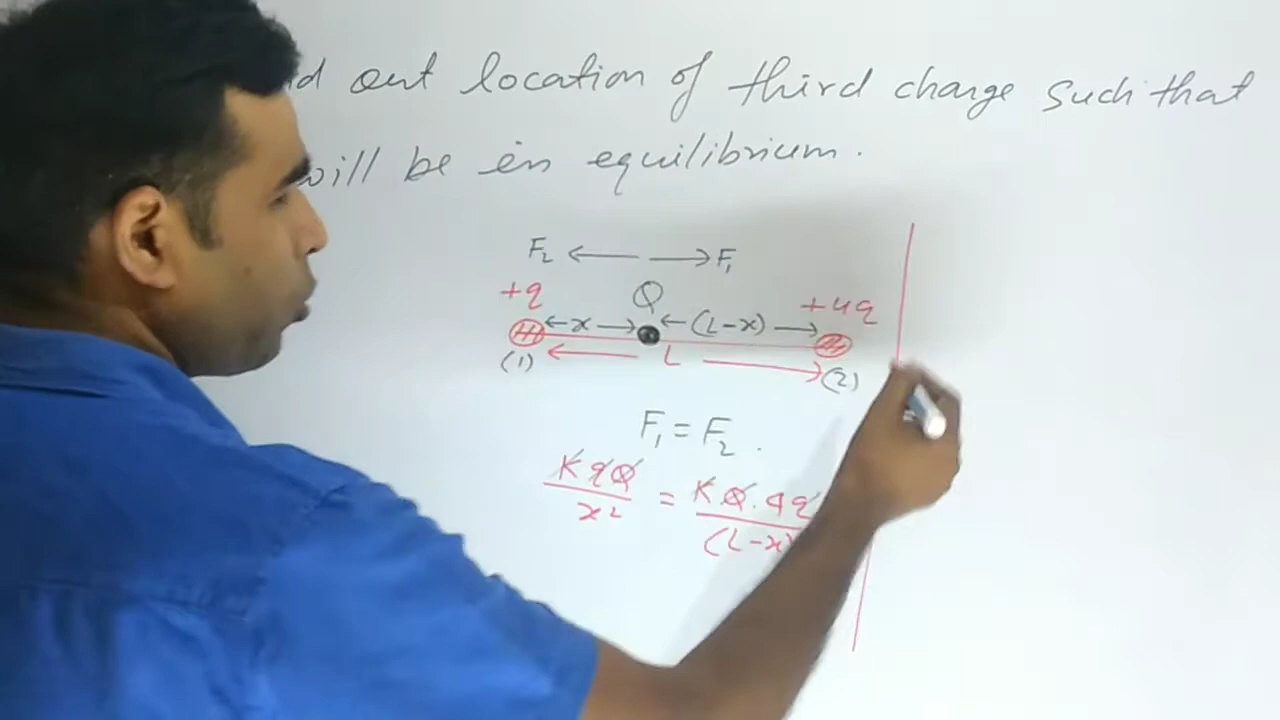 out location of third charge such that
will be in equilibrium.
F₂ ← → F₁
+q Q +4q
←x→ ←(L-x)→
(1) ← L → (2)
F₁ = F₂.
KqQ/x² = KQ.4q/(L-x)